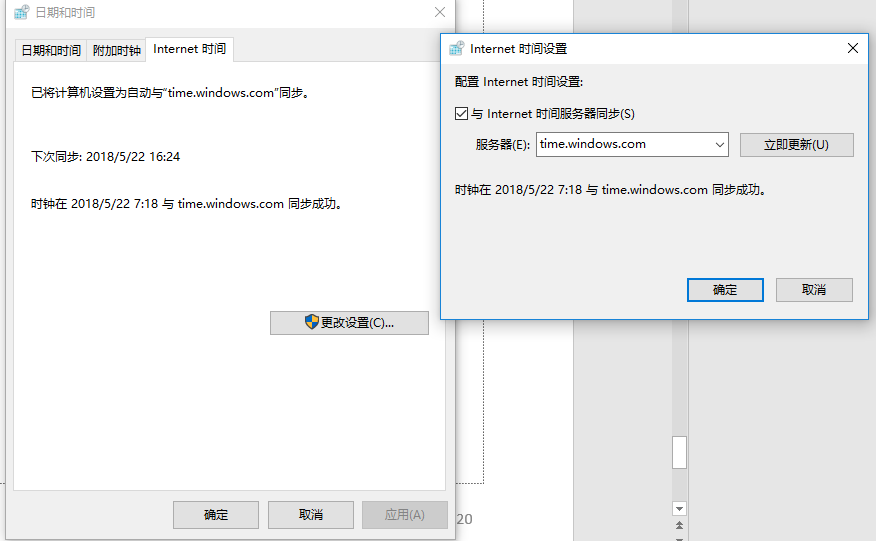 日期和时间
日期和时间 附加时钟 Internet 时间
已将计算机设置为自动与“time.windows.com”同步。
下次同步: 2018/5/22 16:24
时钟在 2018/5/22 7:18 与 time.windows.com 同步成功。
更改设置(C)...
确定 取消 应用(A)
Internet 时间设置
配置 Internet 时间设置:
与 Internet 时间服务器同步(S)
服务器(E): time.windows.com 立即更新(U)
时钟在 2018/5/22 7:18 与 time.windows.com 同步成功。
确定 取消
20